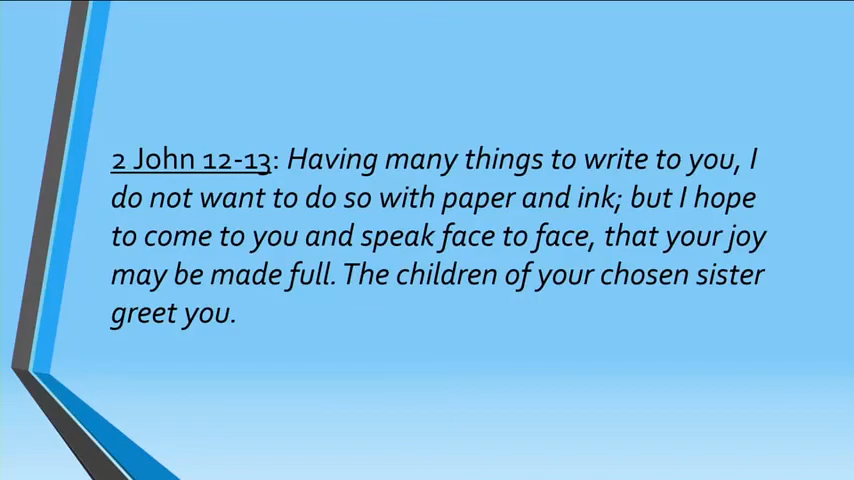 2 John 12-13: Having many things to write to you, I
do not want to do so with paper and ink; but I hope
to come to you and speak face to face, that your joy
may be made full. The children of your chosen sister
greet you.